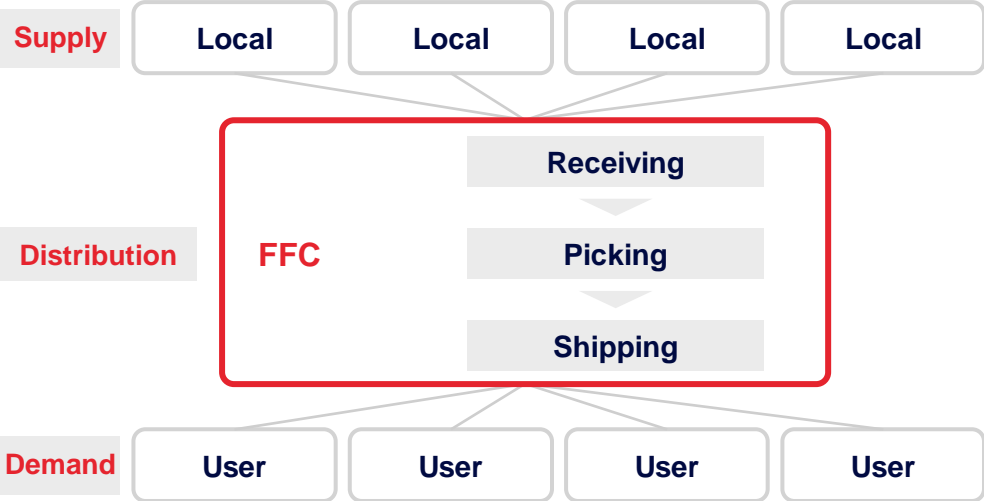 Supply
Local
Local
Local
Local
Receiving
Distribution
FFC
Picking
Shipping
Demand
User
User
User
User